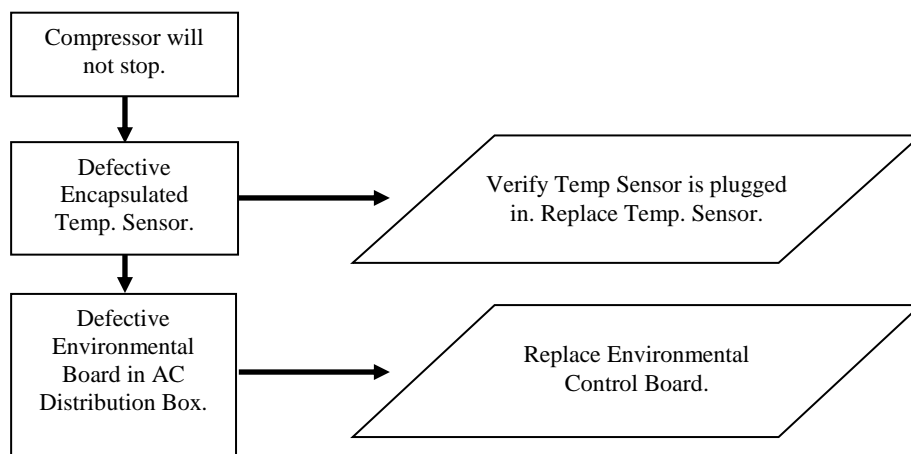 Compressor will
not stop.
Defective
Encapsulated
Temp. Sensor.
Verify Temp Sensor is plugged
in. Replace Temp. Sensor.
Defective
Environmental
Board in AC
Distribution Box.
Replace Environmental
Control Board.